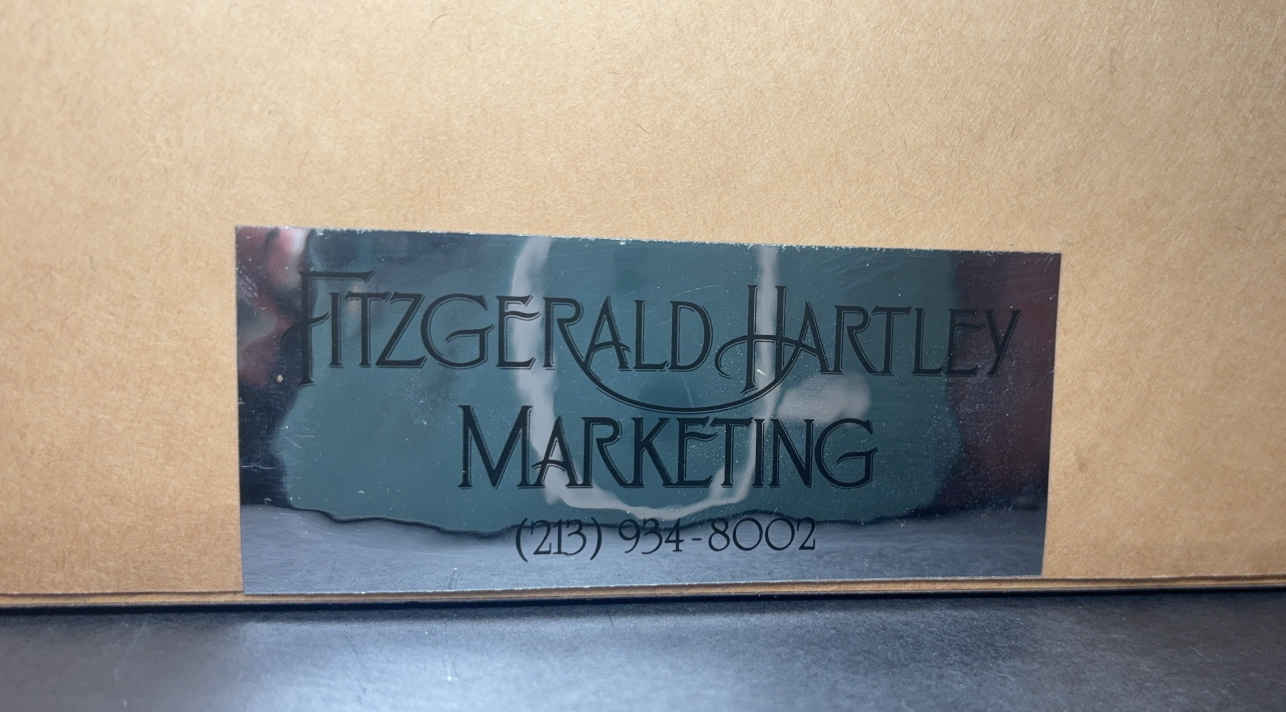 FITZGERALD HARTLEY
MARKETING
(213) 934-8002